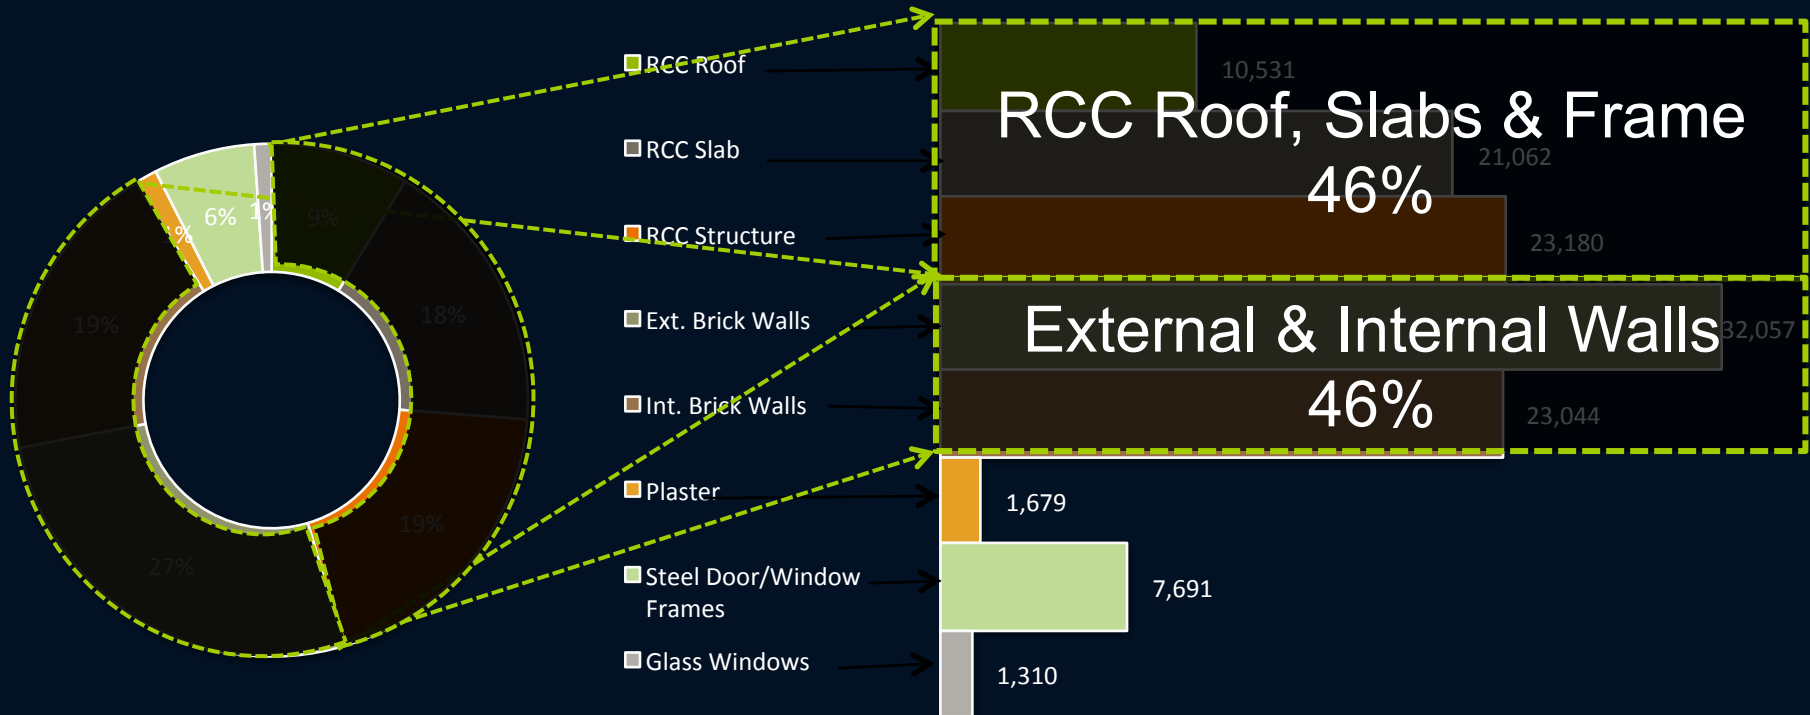 RCC Roof
RCC Slab
RCC Structure
Ext. Brick Walls
Int. Brick Walls
Plaster
Steel Door/Window
Frames
Glass Windows
9%
18%
19%
27%
19%
1%
6%
1%
10,531
21,062
23,180
RCC Roof, Slabs & Frame
46%
32,057
23,044
External & Internal Walls
46%
1,679
7,691
1,310